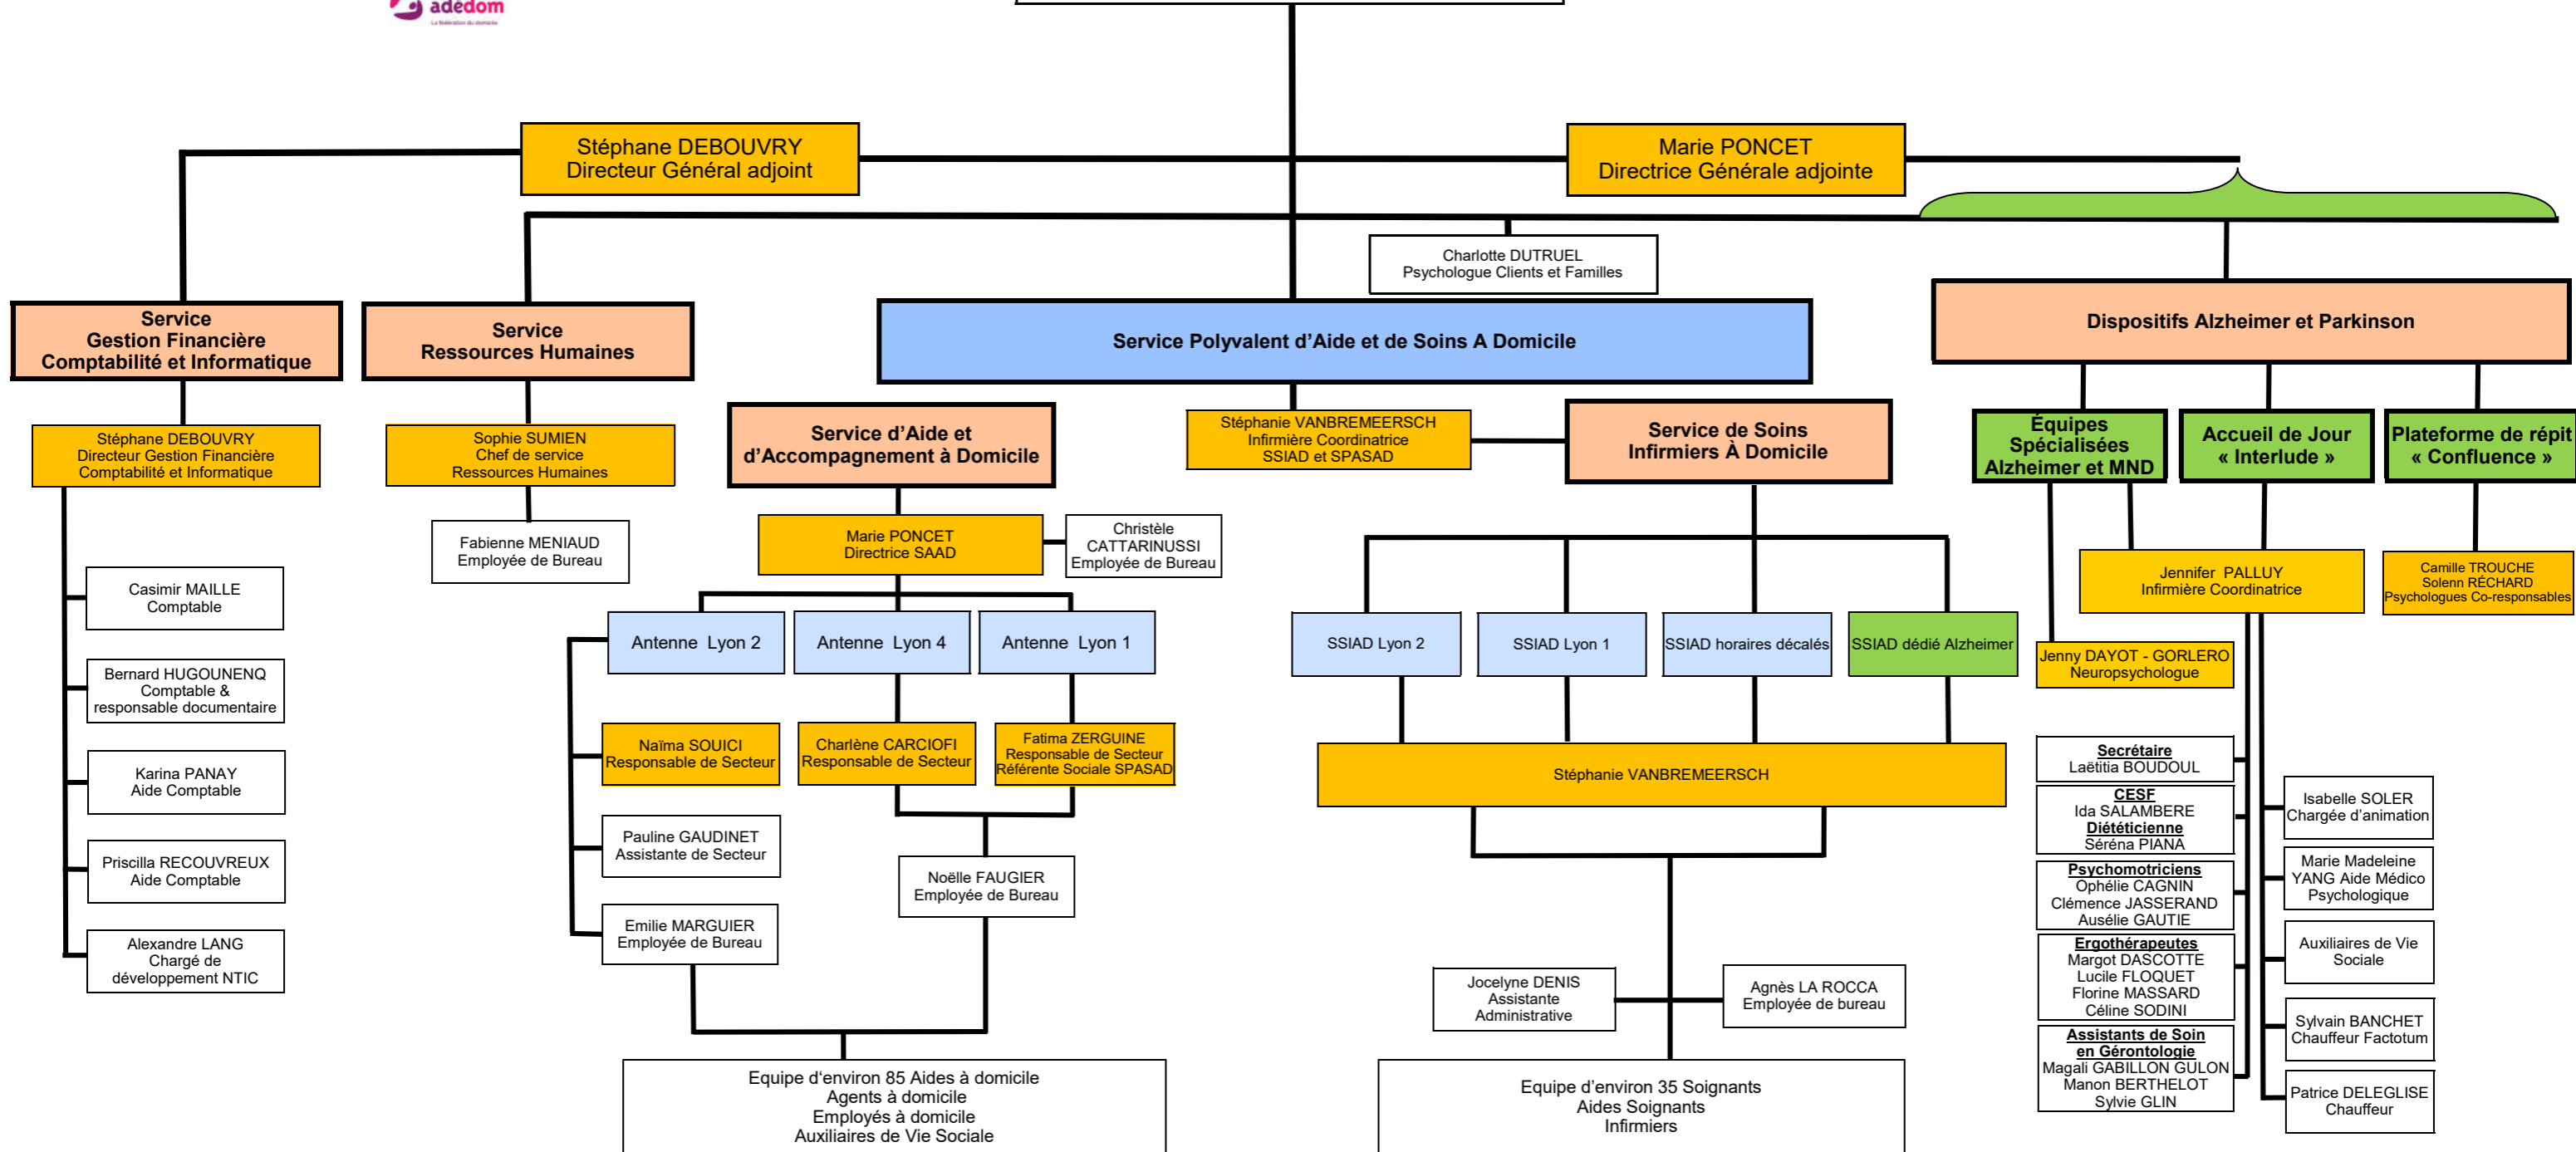 adédom
La fédération du domicile
Stéphane DEBOUVRY
Directeur Général adjoint
Marie PONCET
Directrice Générale adjointe
Charlotte DUTRUEL
Psychologue Clients et Familles
Service
Gestion Financière
Comptabilité et Informatique
Service
Ressources Humaines
Service Polyvalent d’Aide et de Soins A Domicile
Dispositifs Alzheimer et Parkinson
Stéphane DEBOUVRY
Directeur Gestion Financière
Comptabilité et Informatique
Sophie SUMIEN
Chef de service
Ressources Humaines
Service d’Aide et
d’Accompagnement à Domicile
Stéphanie VANBREMEERSCH
Infirmière Coordinatrice
SSIAD et SPASAD
Service de Soins
Infirmiers À Domicile
Équipes
Spécialisées
Alzheimer et MND
Accueil de Jour
« Interlude »
Plateforme de répit
« Confluence »
Fabienne MENIAUD
Employée de Bureau
Marie PONCET
Directrice SAAD
Christèle
CATTARINUSSI
Employée de Bureau
Jennifer PALLUY
Infirmière Coordinatrice
Camille TROUCHE
Solenn RÉCHARD
Psychologues Co-responsables
Casimir MAILLE
Comptable
Bernard HUGOUNENQ
Comptable &
responsable documentaire
Karina PANAY
Aide Comptable
Priscilla RECOUVREUX
Aide Comptable
Alexandre LANG
Chargé de
développement NTIC
Antenne Lyon 2
Antenne Lyon 4
Antenne Lyon 1
SSIAD Lyon 2
SSIAD Lyon 1
SSIAD horaires décalés
SSIAD dédié Alzheimer
Jenny DAYOT - GORLERO
Neuropsychologue
Naïma SOUICI
Responsable de Secteur
Charlène CARCIOFI
Responsable de Secteur
Fatima ZERGUINE
Responsable de Secteur
Référente Sociale SPASAD
Stéphanie VANBREMEERSCH
Pauline GAUDINET
Assistante de Secteur
Noëlle FAUGIER
Employée de Bureau
Emilie MARGUIER
Employée de Bureau
Jocelyne DENIS
Assistante
Administrative
Agnès LA ROCCA
Employée de bureau
Secrétaire
Laëtitia BOUDOUL
CESF
Ida SALAMBERE
Diététicienne
Séréna PIANA
Psychomotriciens
Ophélie CAGNIN
Clémence JASSERAND
Ausélie GAUTIE
Ergothérapeutes
Margot DASCOTTE
Lucile FLOQUET
Florine MASSARD
Céline SODINI
Assistants de Soin
en Gérontologie
Magali GABILLON GULON
Manon BERTHELOT
Sylvie GLIN
Isabelle SOLER
Chargée d’animation
Marie Madeleine
YANG Aide Médico
Psychologique
Auxiliaires de Vie
Sociale
Sylvain BANCHET
Chauffeur Factotum
Patrice DELEGLISE
Chauffeur
Equipe d‘environ 85 Aides à domicile
Agents à domicile
Employés à domicile
Auxiliaires de Vie Sociale
Equipe d’environ 35 Soignants
Aides Soignants
Infirmiers